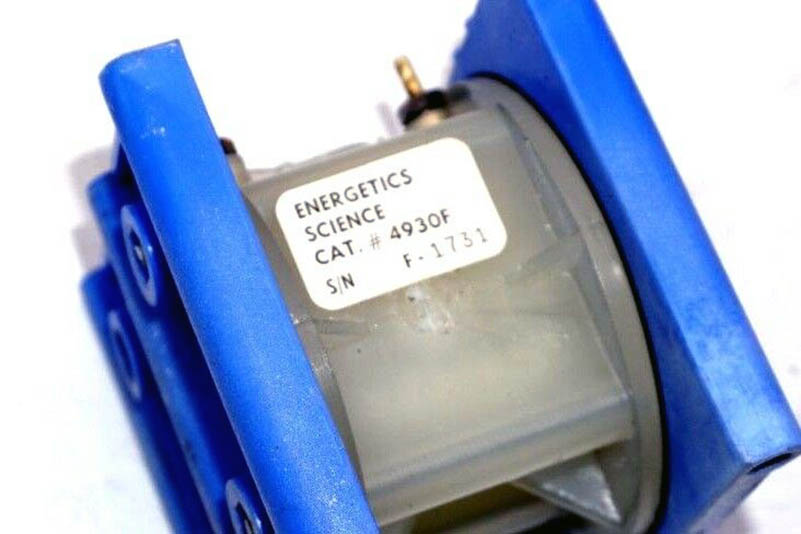 ENERGETICS
SCIENCE
CAT. # 4930F
S/N F-1731